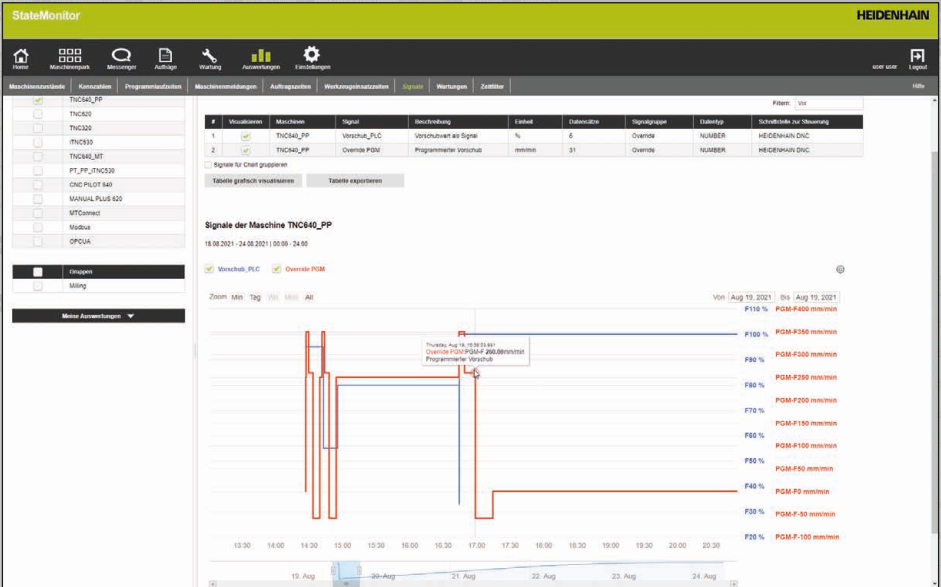 StateMonitor
HEIDENHAIN
Home Maschinenpark Messenger Aufträge Wartung Auswertungen Einstellungen
user user Logout
Maschinenzustände Kennzahlen Programmlaufzeiten Maschinenmeldungen Auftragszeiten Werkzeugeinsatzzeiten Signale Wartungen Zeitfilter Hilfe
TNC640_PP
TNC620
TNC320
iTNC530
TNC640_MT
PT_PP_iTNC530
CNC PILOT 640
MANUAL PLUS 620
MTConnect
Modbus
OPCUA
Gruppen
Milling
Meine Auswertungen
Filtern: Vor
# Visualisieren Maschinen Signal Beschreibung Einheit Datensätze Signalgruppe Datentyp Schnittstelle zur Steuerung
1 TNC640_PP Vorschub_PLC Vorschubwert als Signal % 6 Override NUMBER HEIDENHAIN DNC
2 TNC640_PP Override PGM Programmierter Vorschub mm/min 31 Override NUMBER HEIDENHAIN DNC
Signale für Chart gruppieren
Tabelle grafisch visualisieren Tabelle exportieren
Signale der Maschine TNC640_PP
18.08.2021 - 24.08.2021 | 00:00 - 24:00
Vorschub_PLC Override PGM
Zoom Min Tag All
Von Aug 19, 2021 Bis Aug 19, 2021
F110 % PGM-F400 mm/min
F100 % PGM-F350 mm/min
F90 % PGM-F300 mm/min
F80 % PGM-F250 mm/min
PGM-F200 mm/min
F70 %
PGM-F150 mm/min
F60 %
PGM-F100 mm/min
F50 %
PGM-F50 mm/min
F40 % PGM-F0 mm/min
F30 % PGM-F-50 mm/min
F20 % PGM-F-100 mm/min
Thursday, Aug 19,
Override PGM:PGM-F 260.00mm/min
Programmierter Vorschub
13:30 14:00 14:30 15:00 15:30 16:00 16:30 17:00 17:30 18:00 18:30 19:00 19:30 20:00 20:30
19. Aug 20. Aug 21. Aug 22. Aug 23. Aug 24. Aug